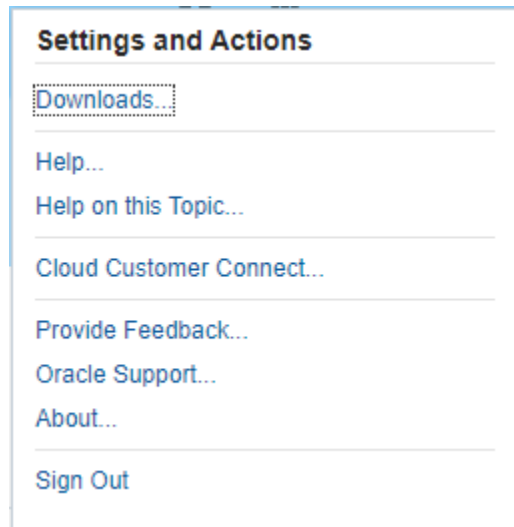 Settings and Actions
Downloads...
Help...
Help on this Topic...
Cloud Customer Connect...
Provide Feedback...
Oracle Support...
About...
Sign Out